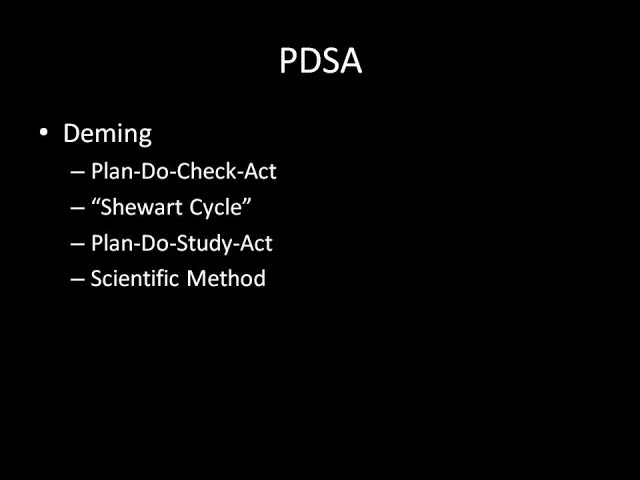 PDSA
• Deming
– Plan-Do-Check-Act
– “Shewart Cycle”
– Plan-Do-Study-Act
– Scientific Method